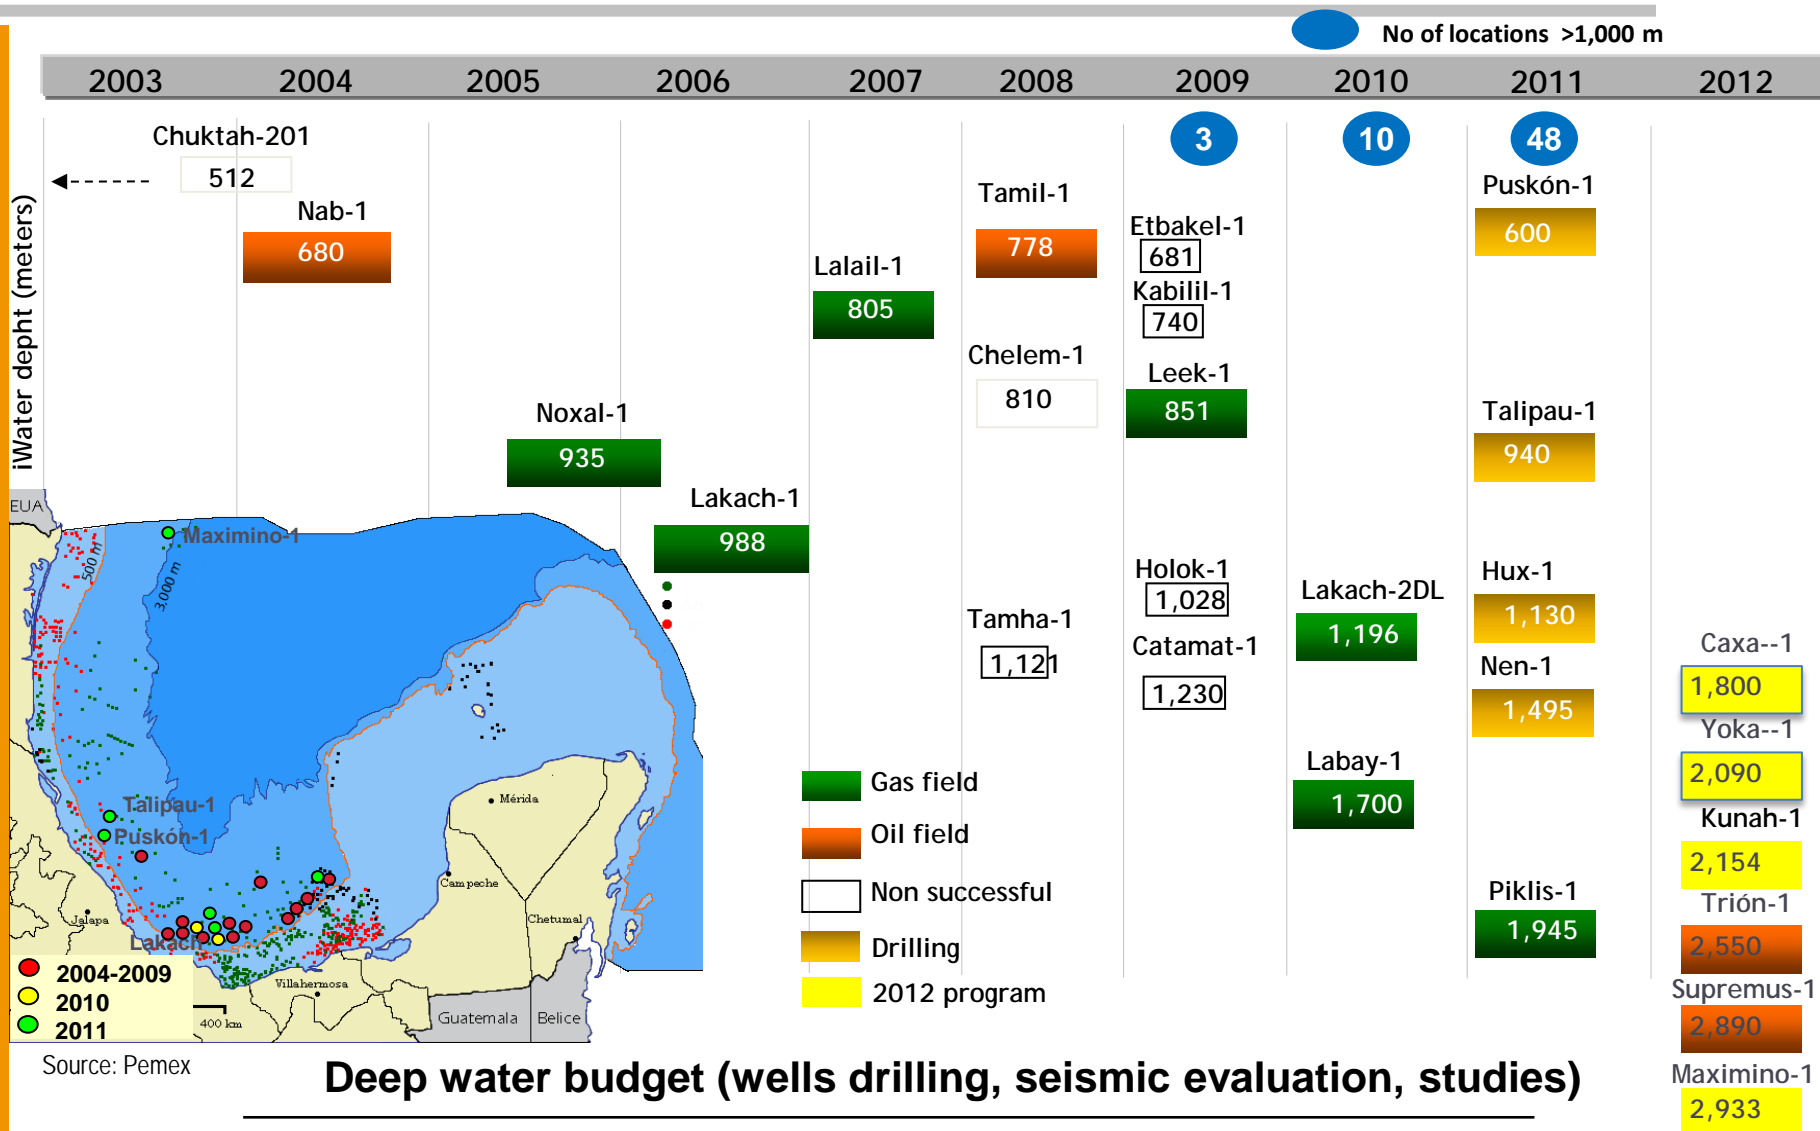 No of locations >1,000 m
2003 2004 2005 2006 2007 2008 2009 2010 2011 2012
3 10 48
iWater depht (meters)
Chuktah-201
512
Nab-1
680
Noxal-1
935
Lakach-1
988
Lalail-1
805
Tamil-1
778
Chelem-1
810
Tamha-1
1,121
Etbakel-1
681
Kabilil-1
740
Leek-1
851
Holok-1
1,028
Catamat-1
1,230
Lakach-2DL
1,196
Labay-1
1,700
Puskón-1
600
Talipau-1
940
Hux-1
1,130
Nen-1
1,495
Piklis-1
1,945
Caxa--1
1,800
Yoka--1
2,090
Kunah-1
2,154
Trión-1
2,550
Supremus-1
2,890
Maximino-1
2,933
EUA
Maximino-1
500 m
3,000 m
Talipau-1
Puskón-1
Mérida
Campeche
Chetumal
Jalapa
Lakach
Villahermosa
Guatemala
Belice
400 km
2004-2009
2010
2011
Gas field
Oil field
Non successful
Drilling
2012 program
Source: Pemex
Deep water budget (wells drilling, seismic evaluation, studies)